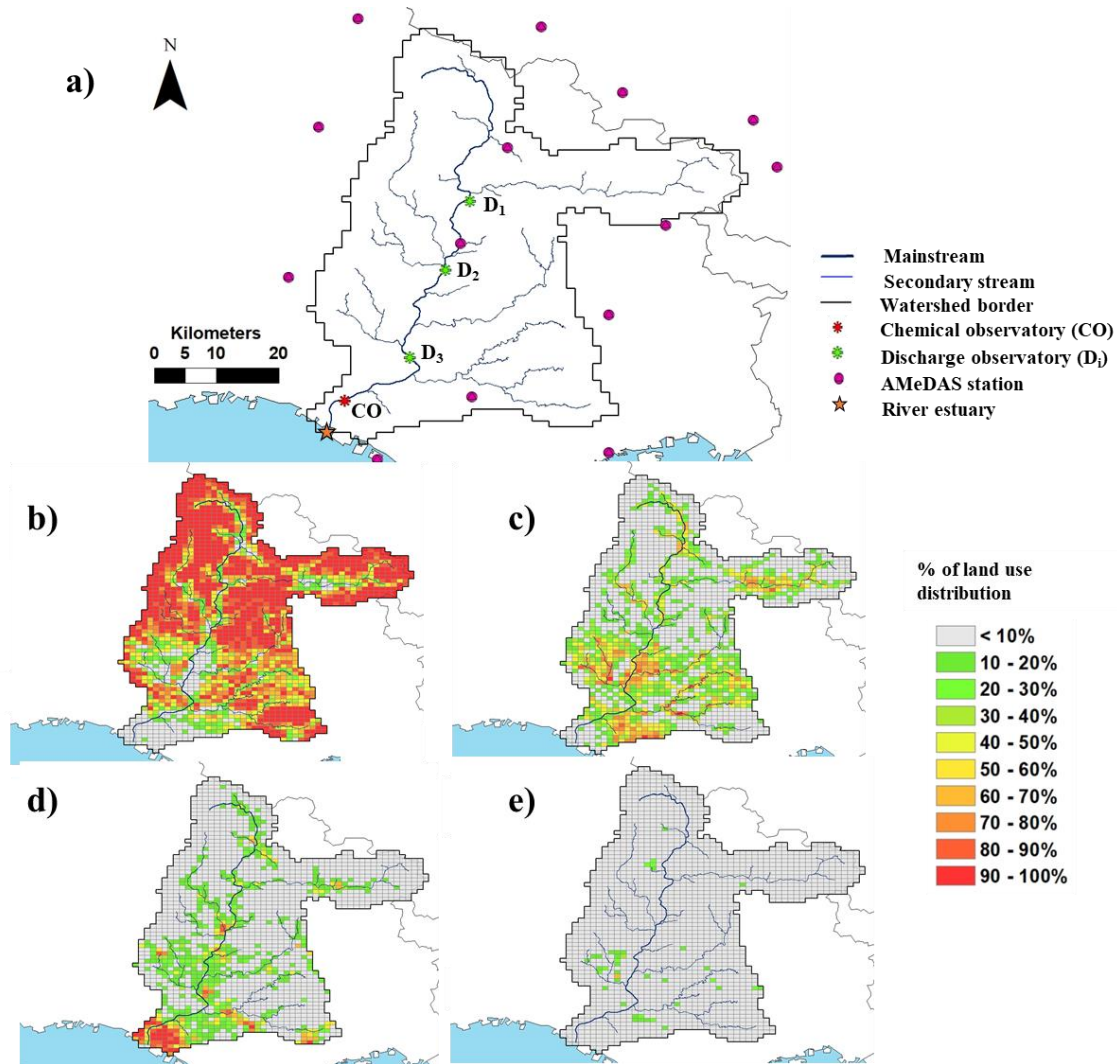 a)
N
D1
D2
D3
CO
Kilometers
0 5 10 20
Mainstream
Secondary stream
Watershed border
Chemical observatory (CO)
Discharge observatory (Di)
AMeDAS station
River estuary
b)
c)
d)
e)
% of land use
distribution
< 10%
10 - 20%
20 - 30%
30 - 40%
40 - 50%
50 - 60%
60 - 70%
70 - 80%
80 - 90%
90 - 100%